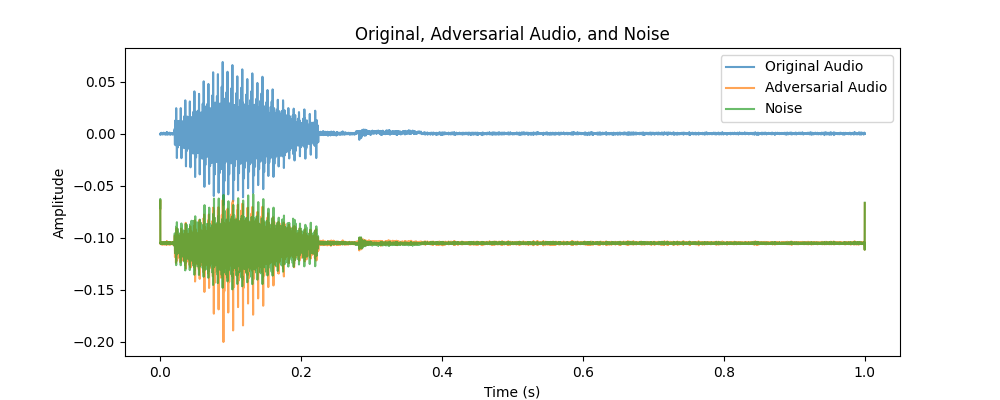 Original, Adversarial Audio, and Noise
Original Audio
Adversarial Audio
Noise
Amplitude
0.05
0.00
−0.05
−0.10
−0.15
−0.20
0.0 0.2 0.4 0.6 0.8 1.0
Time (s)